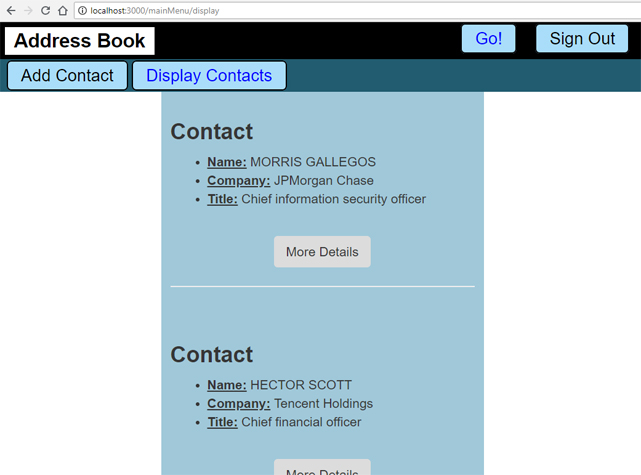 localhost:3000/mainMenu/display
Address Book
Go!
Sign Out
Add Contact
Display Contacts
Contact
Name: MORRIS GALLEGOS
Company: JPMorgan Chase
Title: Chief information security officer
More Details
Contact
Name: HECTOR SCOTT
Company: Tencent Holdings
Title: Chief financial officer
More Details